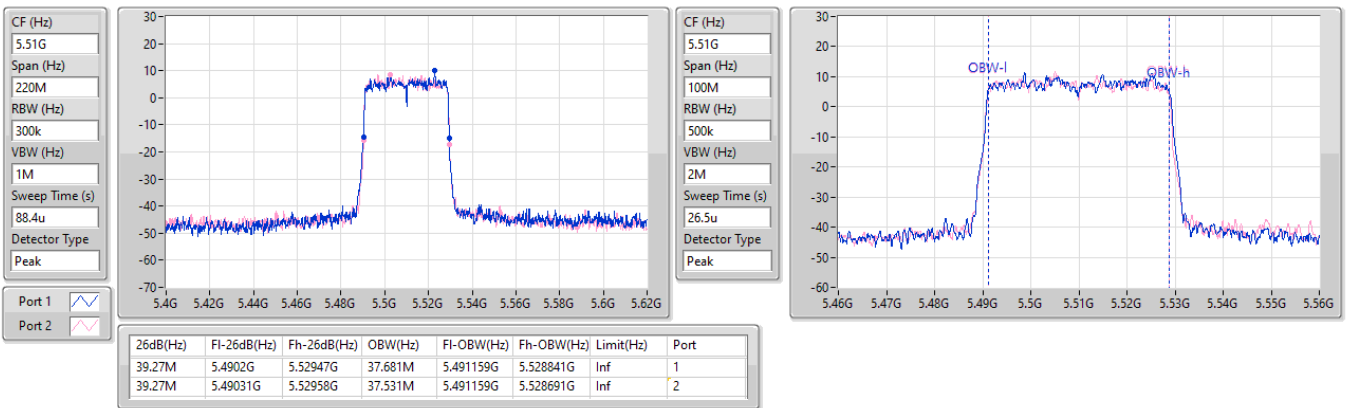 CF (Hz)
5.51G
Span (Hz)
220M
RBW (Hz)
300k
VBW (Hz)
1M
Sweep Time (s)
88.4u
Detector Type
Peak
Port 1
Port 2
30
20
10
0
-10
-20
-30
-40
-50
-60
-70
5.4G 5.42G 5.44G 5.46G 5.48G 5.5G 5.52G 5.54G 5.56G 5.58G 5.6G 5.62G
CF (Hz)
5.51G
Span (Hz)
100M
RBW (Hz)
500k
VBW (Hz)
2M
Sweep Time (s)
26.5u
Detector Type
Peak
30
20
10
0
-10
-20
-30
-40
-50
-60
OBW-l
OBW-h
5.46G 5.47G 5.48G 5.49G 5.5G 5.51G 5.52G 5.53G 5.54G 5.55G 5.56G
26dB(Hz) Fl-26dB(Hz) Fh-26dB(Hz) OBW(Hz) Fl-OBW(Hz) Fh-OBW(Hz) Limit(Hz) Port
39.27M 5.4902G 5.52947G 37.681M 5.491159G 5.528841G Inf 1
39.27M 5.49031G 5.52958G 37.531M 5.491159G 5.528691G Inf 2